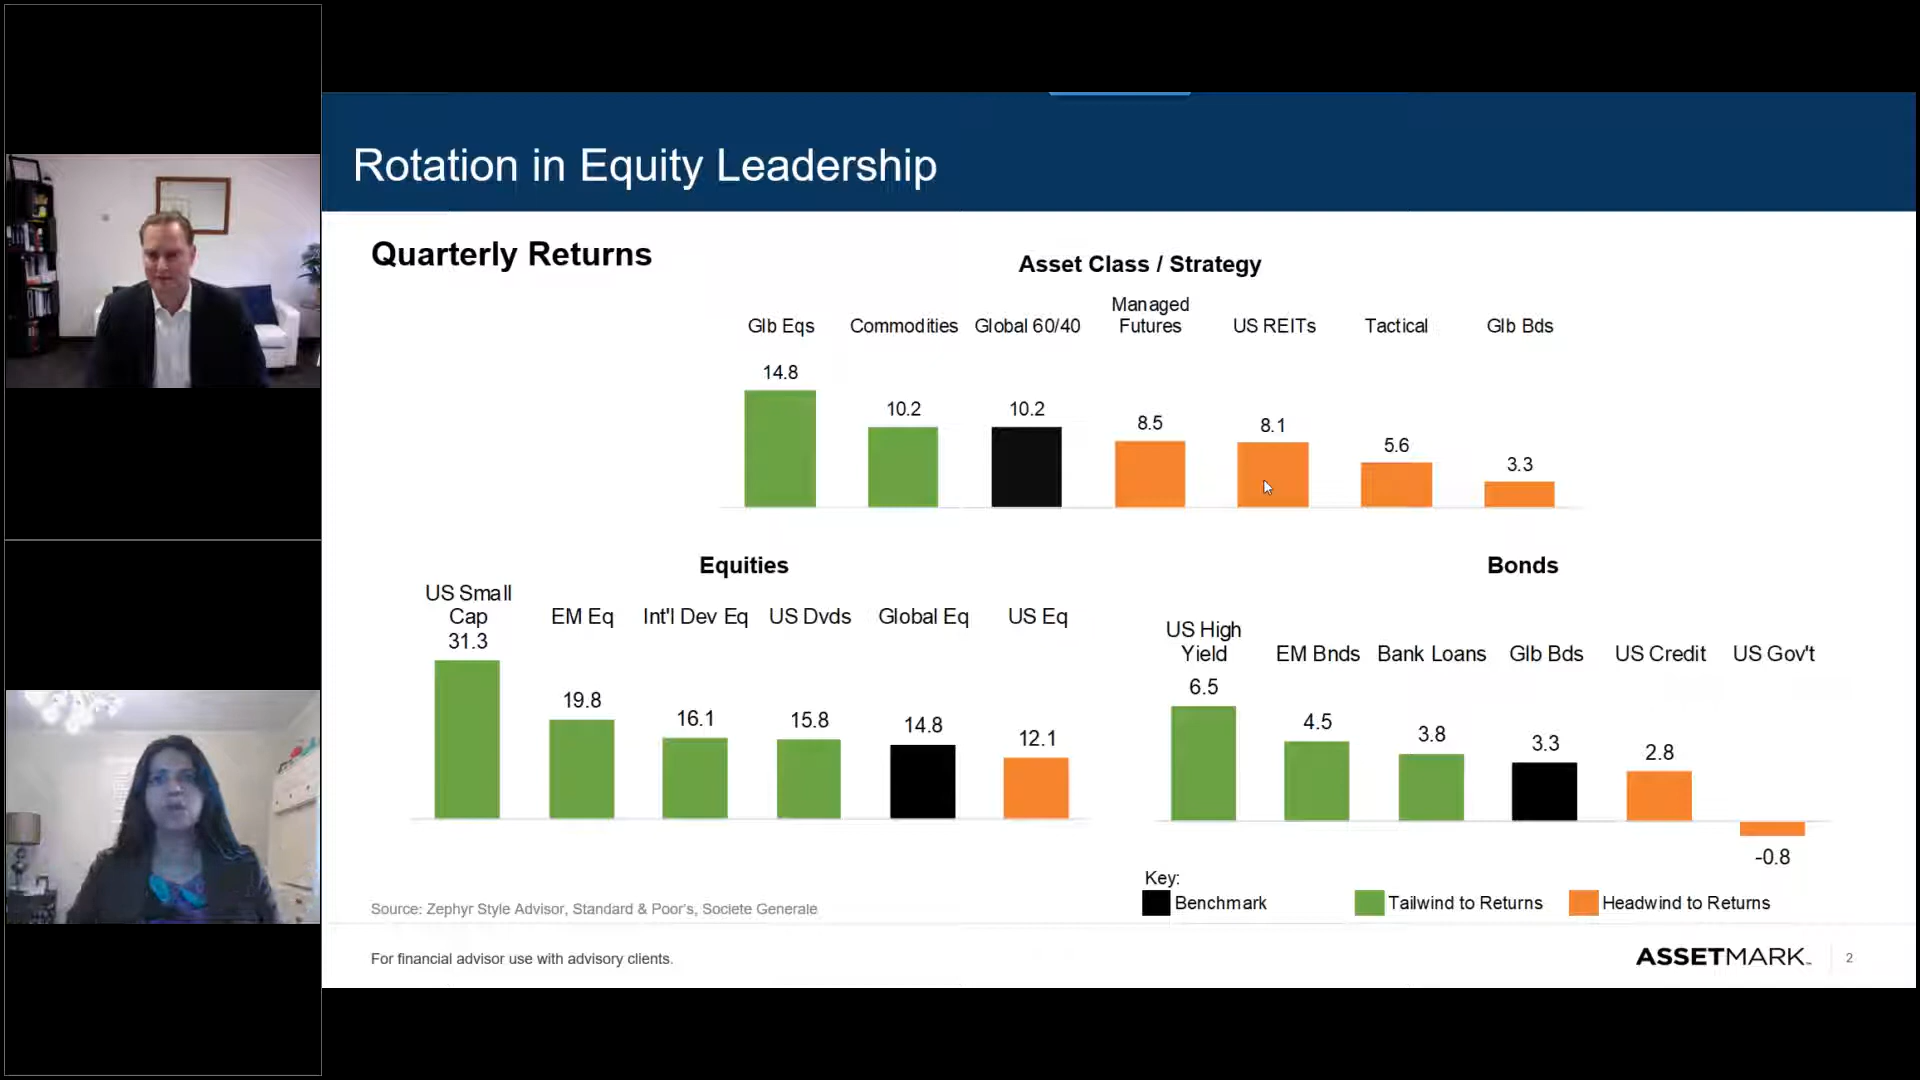 Rotation in Equity Leadership
Quarterly Returns
Asset Class / Strategy
Glb Eqs
Commodities
Global 60/40
Managed
Futures
US REITs
Tactical
Glb Bds
14.8
10.2
10.2
8.5
8.1
5.6
3.3
Equities
US Small
Cap
EM Eq
Int'l Dev Eq
US Dvds
Global Eq
US Eq
31.3
19.8
16.1
15.8
14.8
12.1
Bonds
US High
Yield
EM Bnds
Bank Loans
Glb Bds
US Credit
US Gov't
6.5
4.5
3.8
3.3
2.8
-0.8
Key:
Benchmark
Tailwind to Returns
Headwind to Returns
Source: Zephyr Style Advisor, Standard & Poor's, Societe Generale
For financial advisor use with advisory clients.
ASSETMARK
2